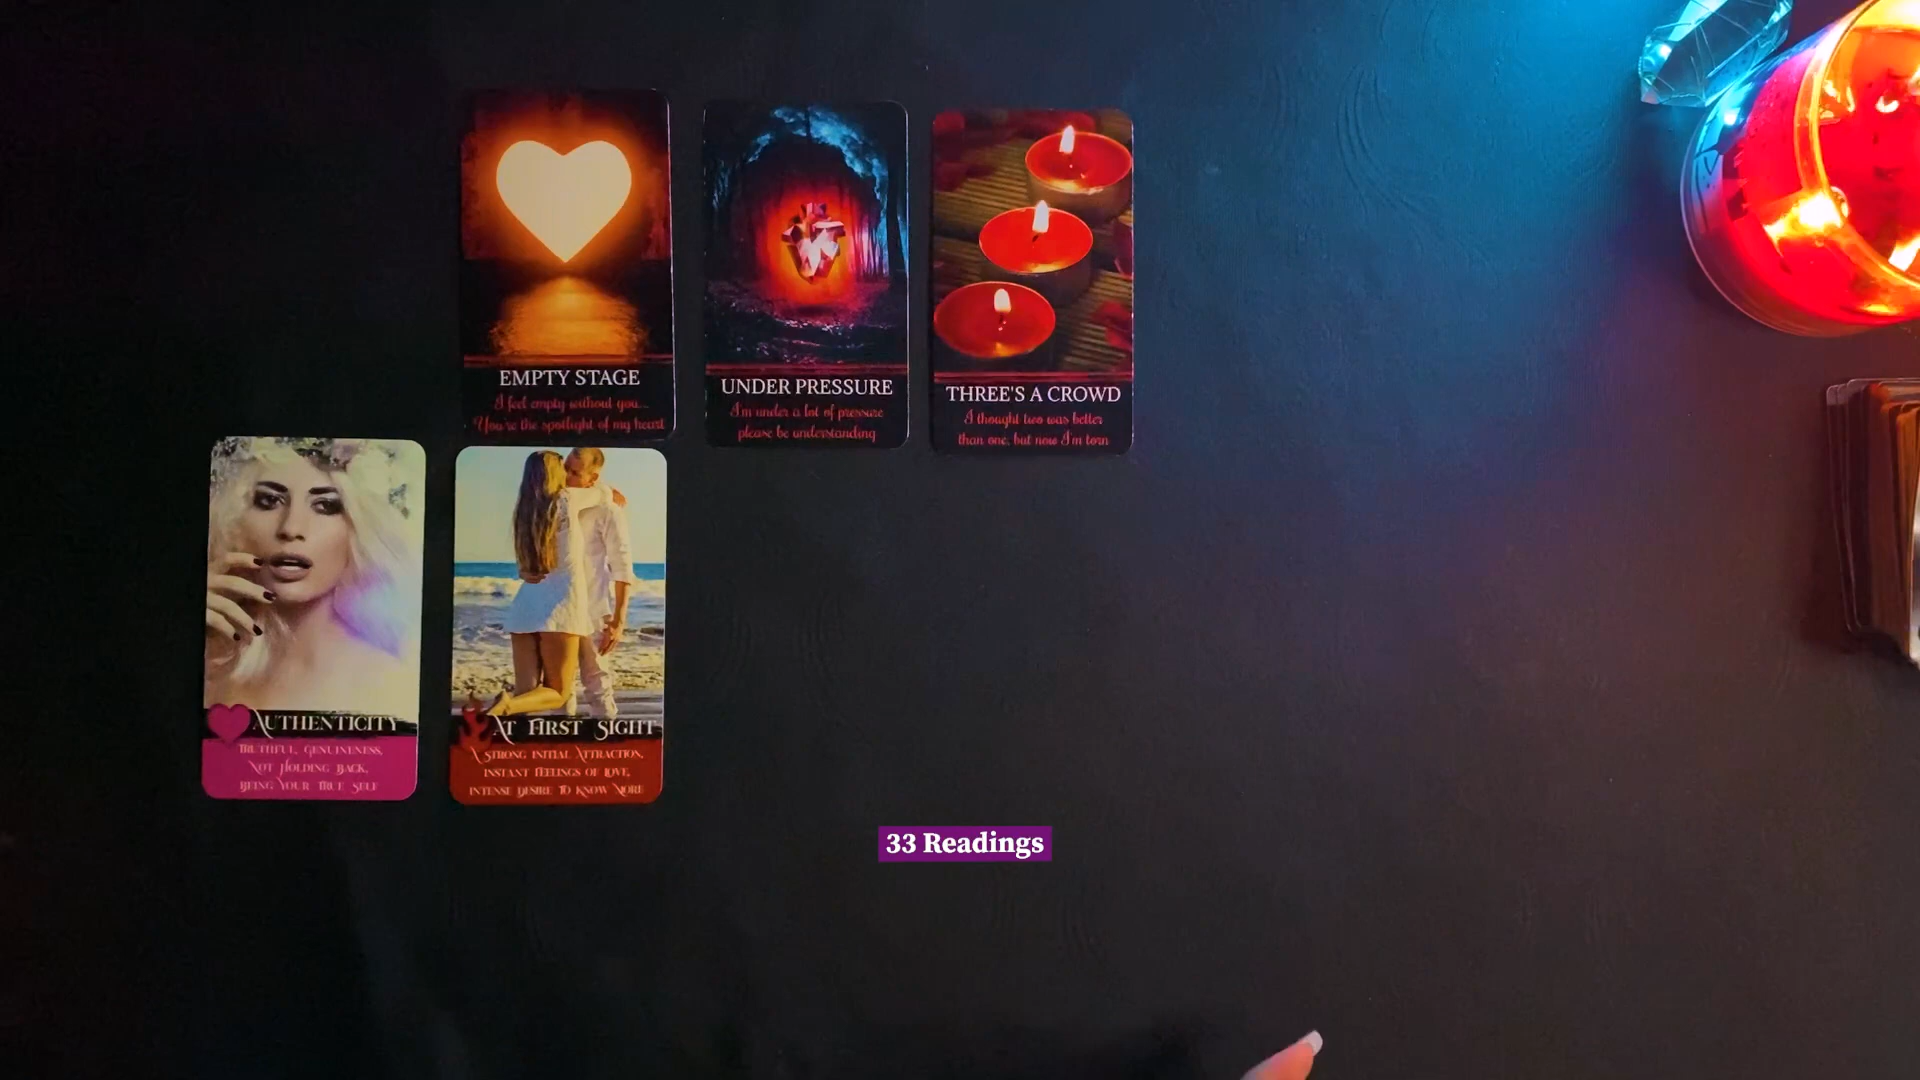 EMPTY STAGE
I feel empty without you...
You're the spotlight of my heart
UNDER PRESSURE
I'm under a lot of pressure
please be understanding
THREE'S A CROWD
I thought two was better
than one, but now I'm torn
AUTHENTICITY
TRUTHFUL, GENUINENESS,
NOT HOLDING BACK,
BEING YOUR TRUE SELF
AT FIRST SIGHT
A STRONG INITIAL ATTRACTION,
INSTANT FEELINGS OF LOVE,
INTENSE DESIRE TO KNOW MORE
33 Readings